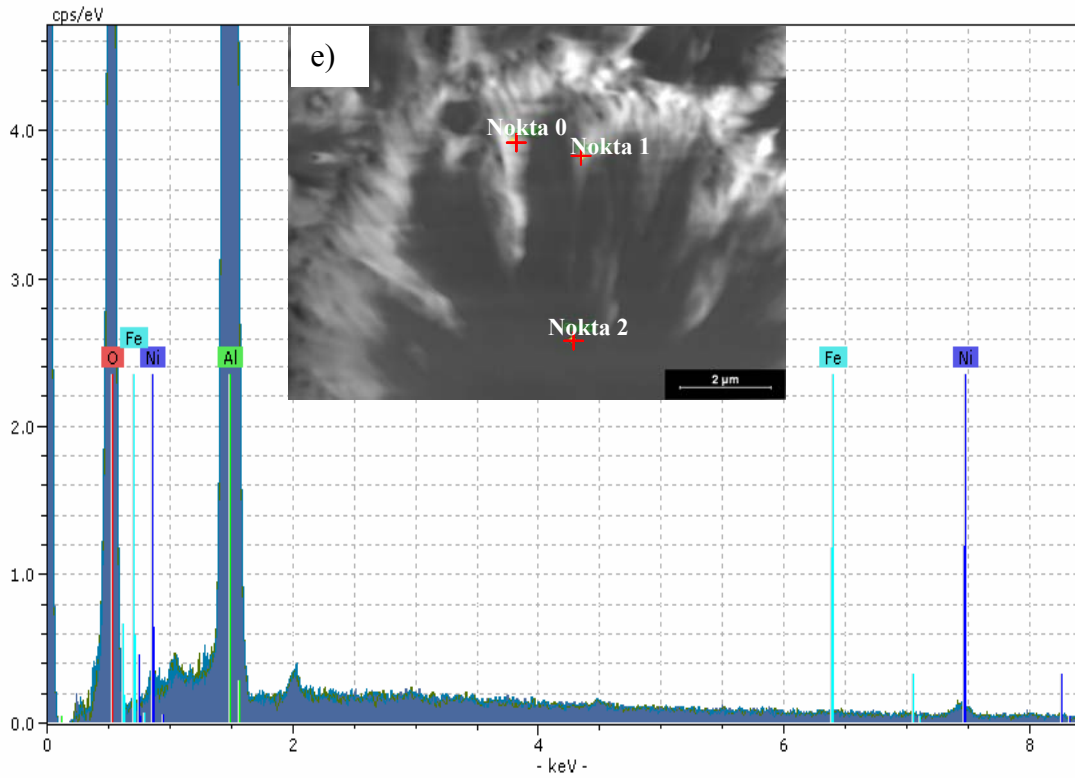 cps/eV
e)
Nokta 0
Nokta 1
Nokta 2
2 µm
4.0
3.0
2.0
1.0
0.0
Fe
O
Ni
Al
Fe
Ni
0 2 4 6 8
- keV -